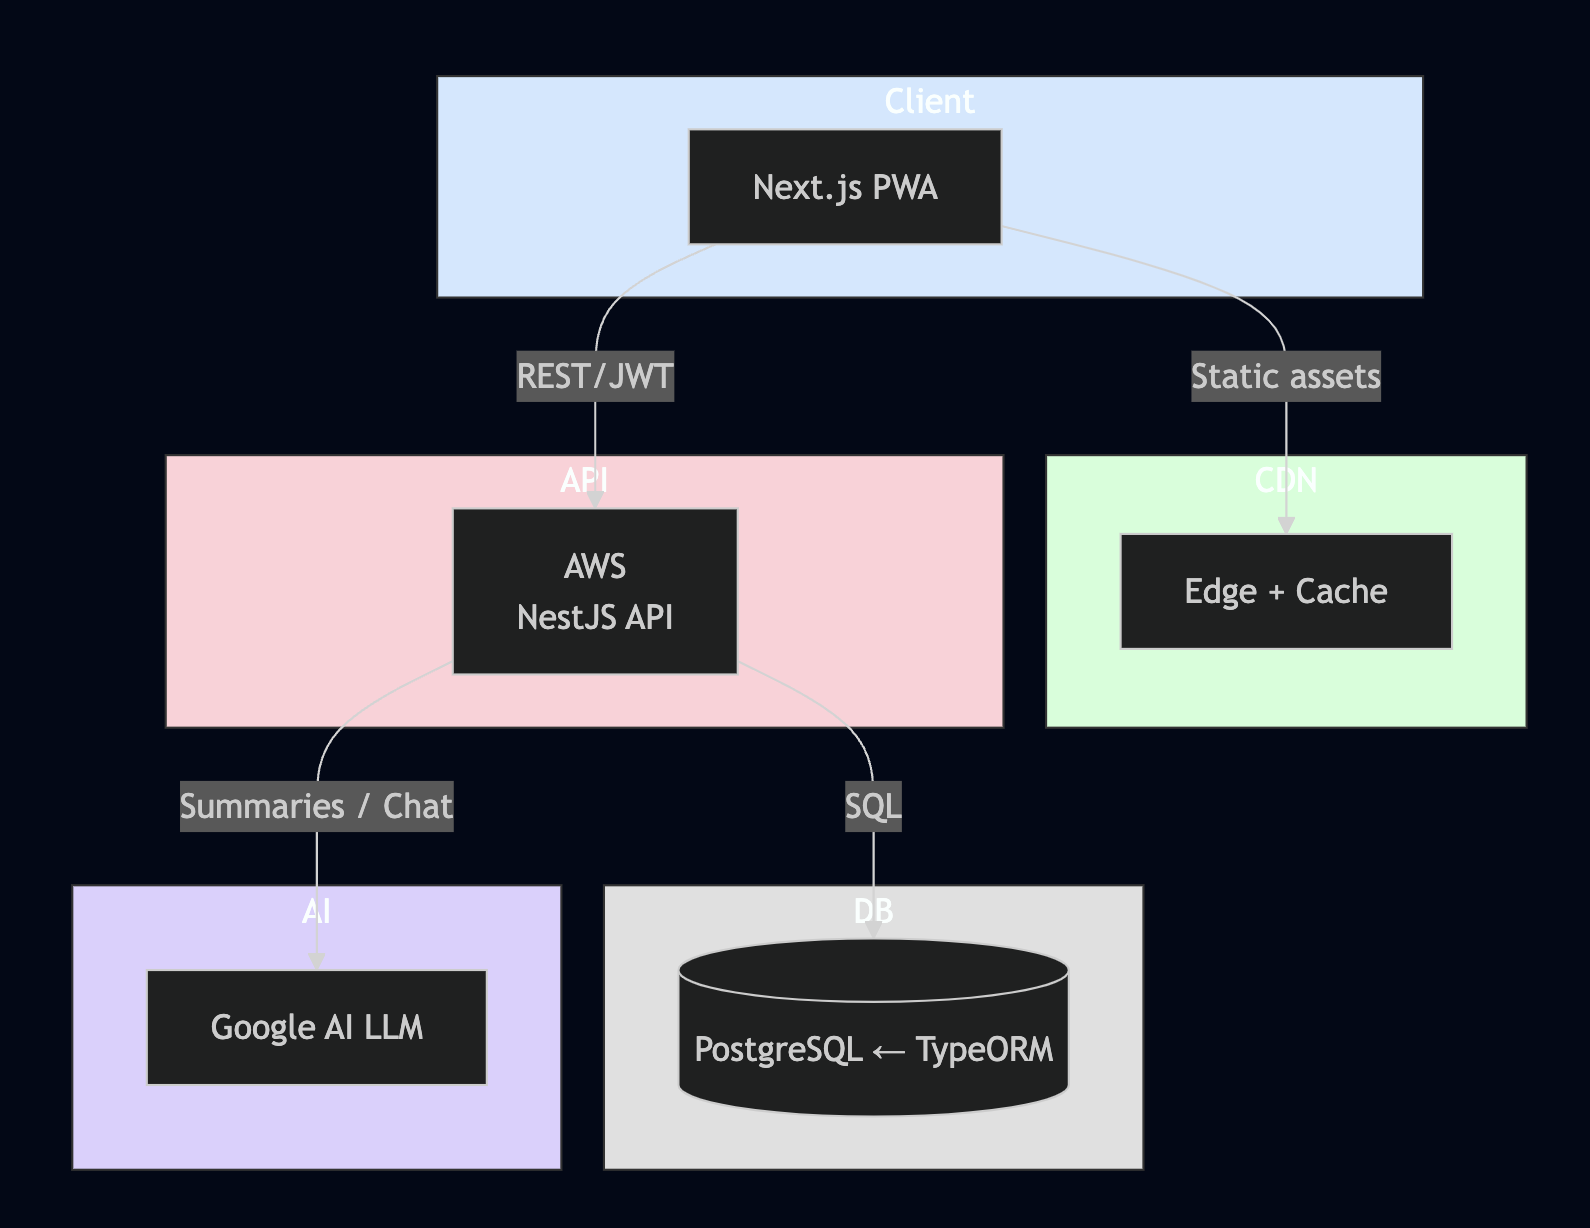 Client
Next.js PWA
REST/JWT
Static assets
API
CDN
AWS
NestJS API
Edge + Cache
Summaries / Chat
SQL
AI
DB
Google AI LLM
PostgreSQL ← TypeORM